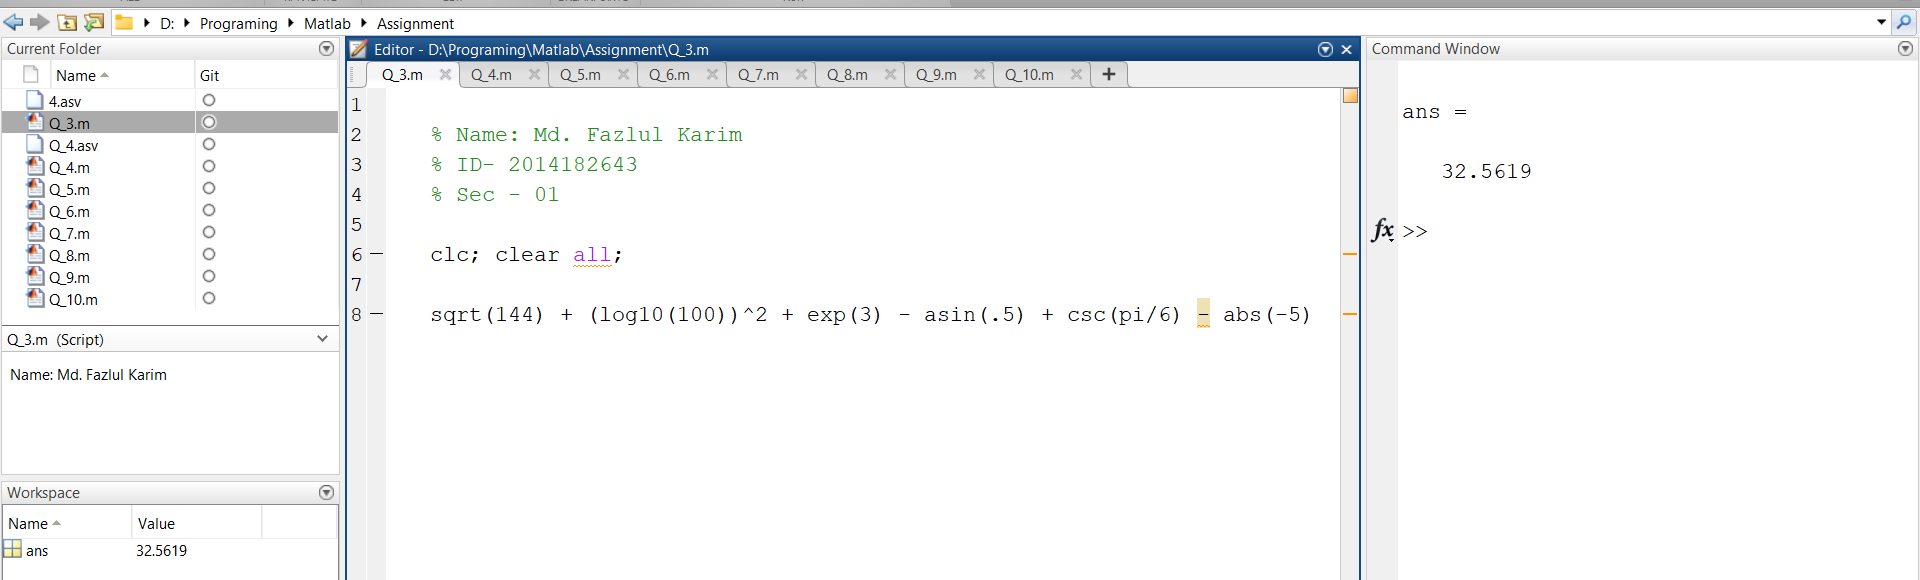 D: Programing Matlab Assignment
Current Folder
Name Git
4.asv
Q_3.m
Q_4.asv
Q_4.m
Q_5.m
Q_6.m
Q_7.m
Q_8.m
Q_9.m
Q_10.m
Q_3.m (Script)
Name: Md. Fazlul Karim
Workspace
Name Value
ans 32.5619
Editor - D:\Programing\Matlab\Assignment\Q_3.m
Q_3.m Q_4.m Q_5.m Q_6.m Q_7.m Q_8.m Q_9.m Q_10.m +
1
2 % Name: Md. Fazlul Karim
3 % ID- 2014182643
4 % Sec - 01
5
6 clc; clear all;
7
8 sqrt(144) + (log10(100))^2 + exp(3) - asin(.5) + csc(pi/6) - abs(-5)
Command Window
ans =
32.5619
fx >>